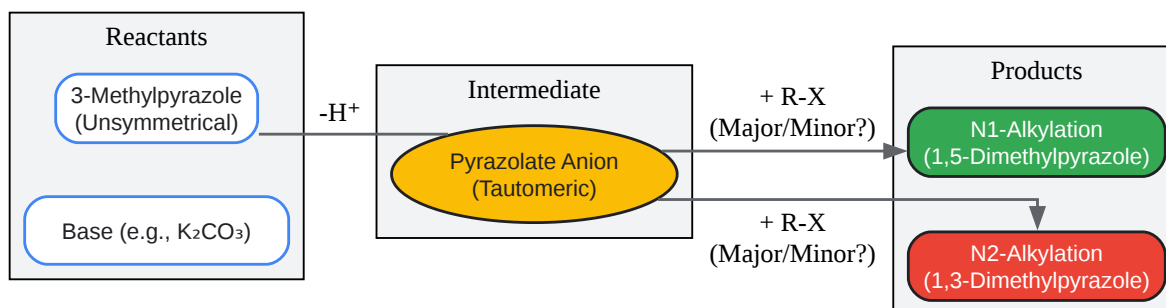 Reactants
3-Methylpyrazole
(Unsymmetrical)
Base (e.g., K₂CO₃)
-H⁺
Intermediate
Pyrazolate Anion
(Tautomeric)
+ R-X
(Major/Minor?)
+ R-X
(Major/Minor?)
Products
N1-Alkylation
(1,5-Dimethylpyrazole)
N2-Alkylation
(1,3-Dimethylpyrazole)